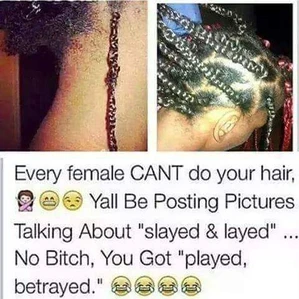 Every female CANT do your hair,
🙅😁😒 Yall Be Posting Pictures
Talking About "slayed & layed" ...
No Bitch, You Got "played,
betrayed." 😂😂😂😂